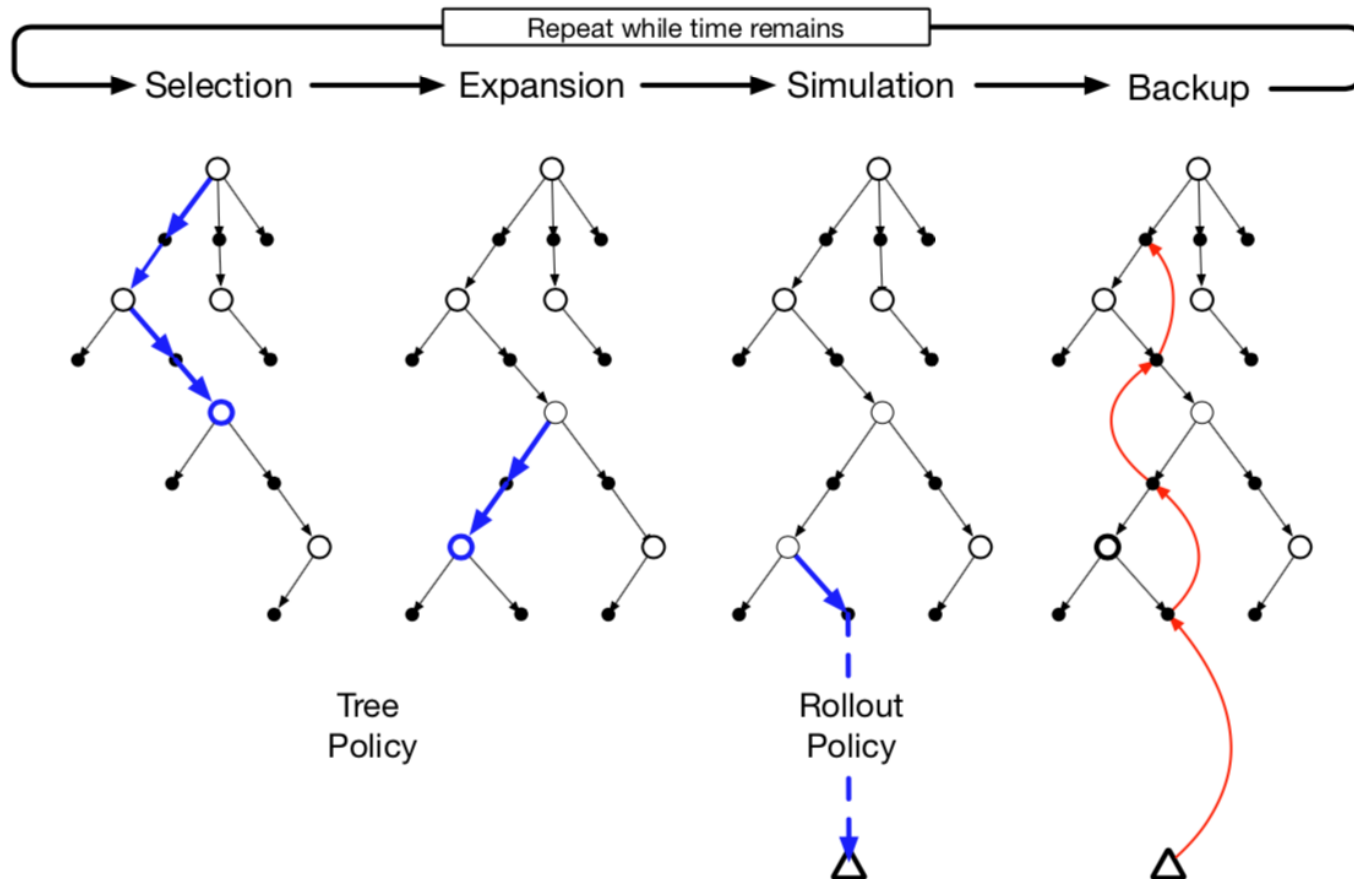 Repeat while time remains
Selection Expansion Simulation Backup
Tree
Policy
Rollout
Policy